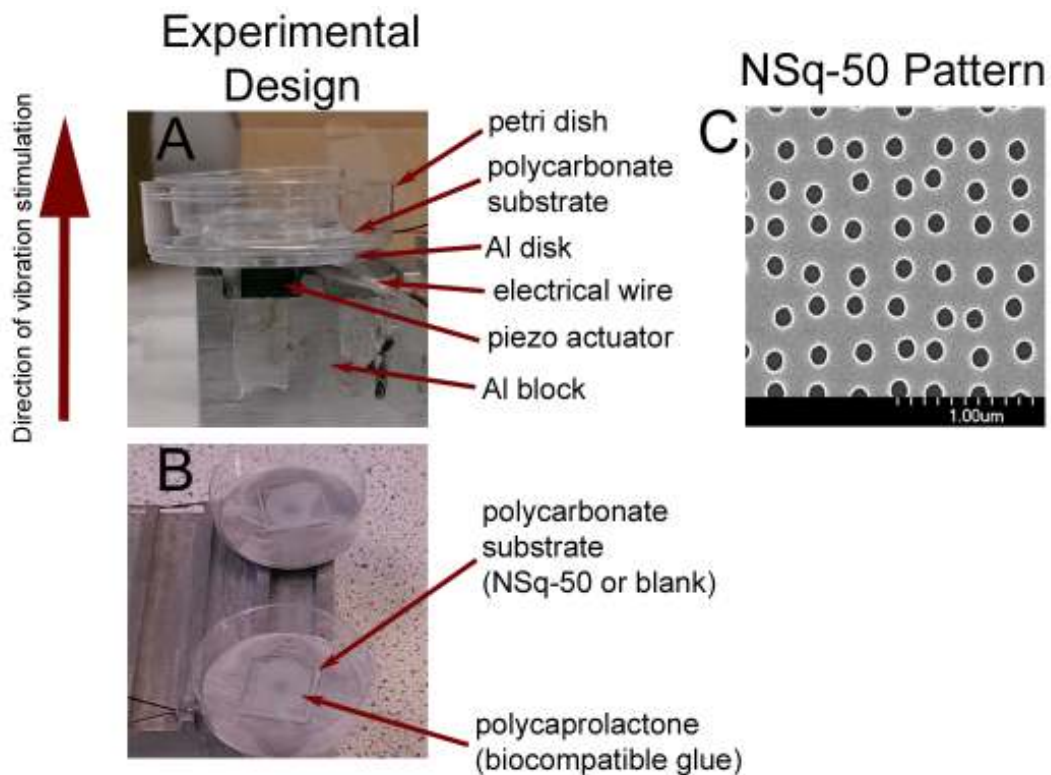 Experimental
Design
NSq-50 Pattern
Direction of vibration stimulation
A
petri dish
polycarbonate
substrate
Al disk
electrical wire
piezo actuator
Al block
C
1.00um
B
polycarbonate
substrate
(NSq-50 or blank)
polycaprolactone
(biocompatible glue)